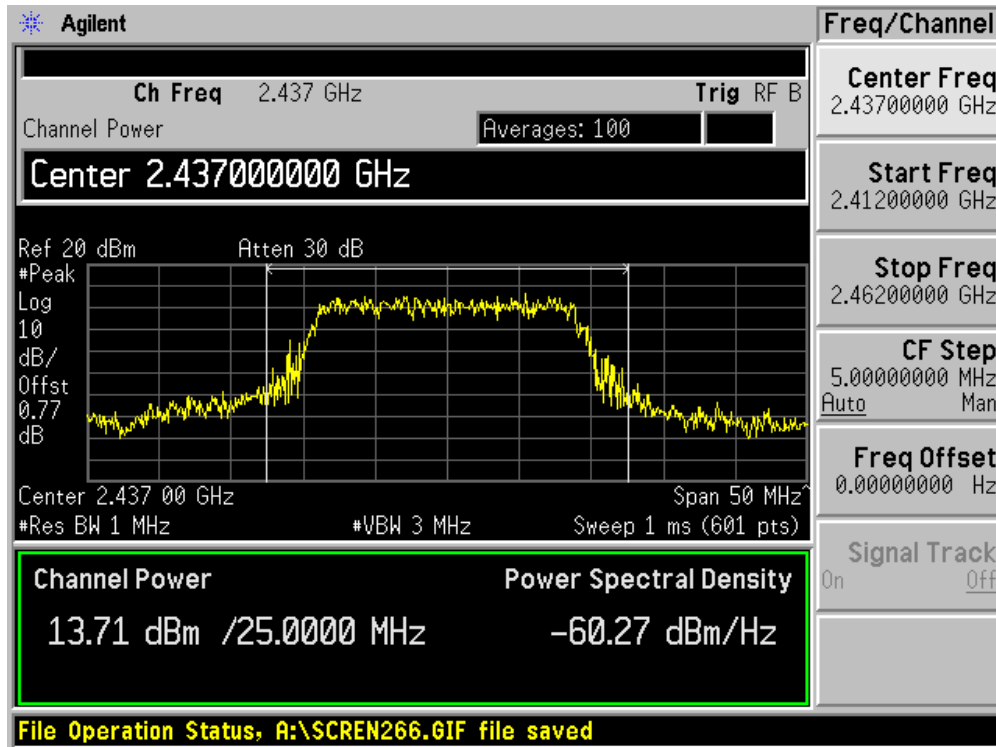 Agilent
Freq/Channel
Ch Freq 2.437 GHz Trig RF B
Channel Power Averages: 100
Center 2.437000000 GHz
Ref 20 dBm Atten 30 dB
#Peak
Log
10
dB/
Offst
0.77
dB
Center 2.437 00 GHz Span 50 MHz^
#Res BW 1 MHz #VBW 3 MHz Sweep 1 ms (601 pts)
Channel Power Power Spectral Density
13.71 dBm /25.0000 MHz -60.27 dBm/Hz
Center Freq
2.43700000 GHz
Start Freq
2.41200000 GHz
Stop Freq
2.46200000 GHz
CF Step
5.00000000 MHz
Auto Man
Freq Offset
0.00000000 Hz
Signal Track
On Off
File Operation Status, A:\SCREN266.GIF file saved